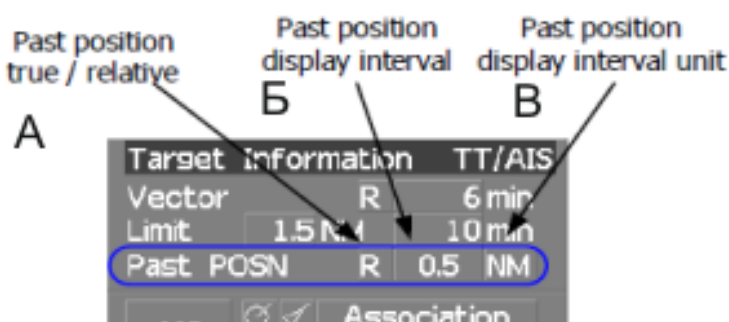 Past position
true / relative
Past position
display interval
Past position
display interval unit
А
Б
В
Target Information TT/AIS
Vector R 6 min
Limit 1.5 NM 10 min
Past POSN R 0.5 NM
Association